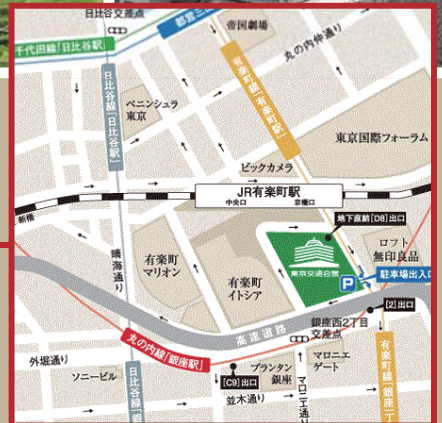 日比谷交差点
都営三
帝国劇場
千代田線「日比谷駅」
丸の内仲通り
日比谷線「日比谷駅」
有楽町線「有楽町駅」
ペニンシュラ
東京
東京国際フォーラム
ビックカメラ
JR有楽町駅
中央口
京橋口
新橋
地下直結[D8]出口
晴海通り
有楽町
マリオン
有楽町
イトシア
東京交通会館
ロフト
無印良品
P
駐車場出入口
[2]出口
高速道路
銀座西2丁目
交差点
丸の内線「銀座駅」
外堀通り
ソニービル
日比谷線「銀
[C9]出口
プランタン
銀座
マロニエ
ゲート
並木通り
マロニエ通り
有楽町線「銀座一丁